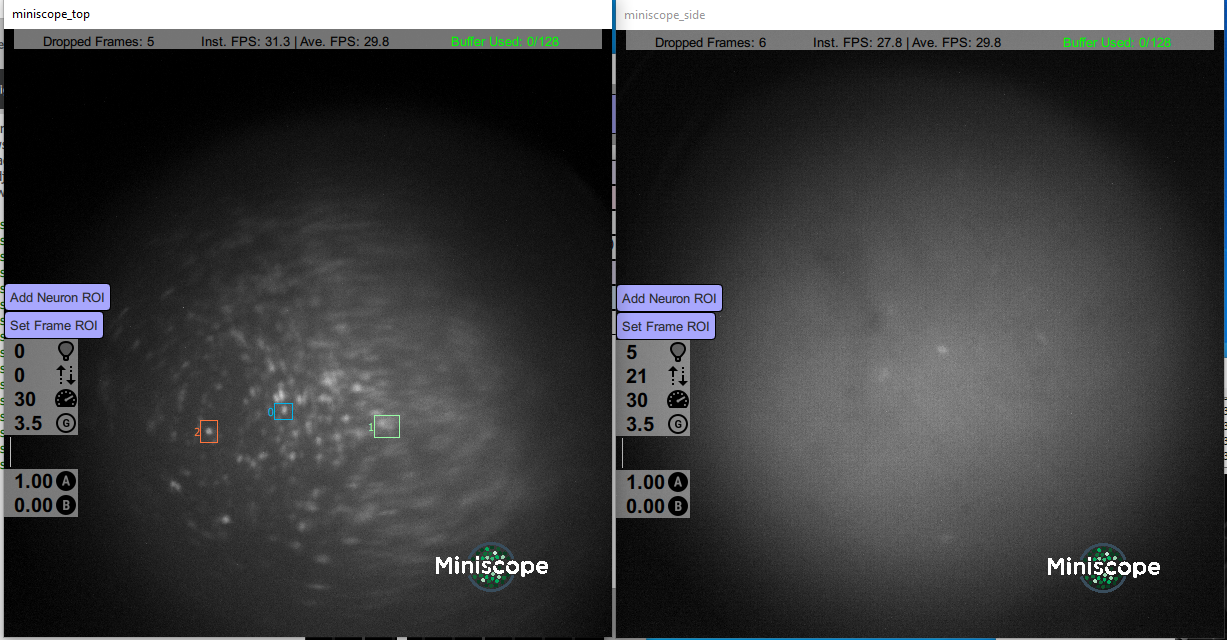 miniscope_top
Dropped Frames: 5 Inst. FPS: 31.3 | Ave. FPS: 29.8 Buffer Used: 0/128
Add Neuron ROI
Set Frame ROI
0
0
30
3.5 G
1.00 A
0.00 B
0
1
2
Miniscope
miniscope_side
Dropped Frames: 6 Inst. FPS: 27.8 | Ave. FPS: 29.8 Buffer Used: 0/128
Add Neuron ROI
Set Frame ROI
5
21
30
3.5 G
1.00 A
0.00 B
Miniscope